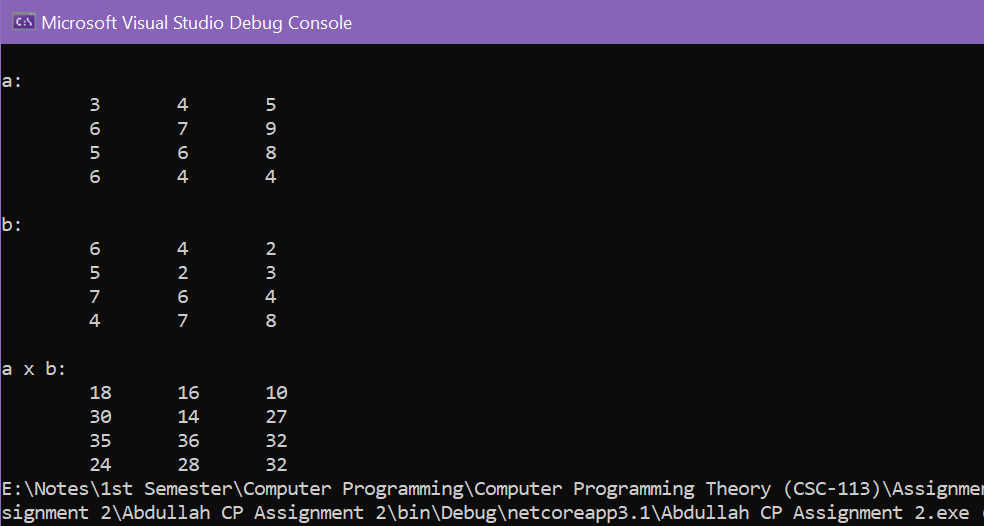 Microsoft Visual Studio Debug Console
a:
3 4 5
6 7 9
5 6 8
6 4 4
b:
6 4 2
5 2 3
7 6 4
4 7 8
a x b:
18 16 10
30 14 27
35 36 32
24 28 32
E:\Notes\1st Semester\Computer Programming\Computer Programming Theory (CSC-113)\Assignme
signment 2\Abdullah CP Assignment 2\bin\Debug\netcoreapp3.1\Abdullah CP Assignment 2.exe (